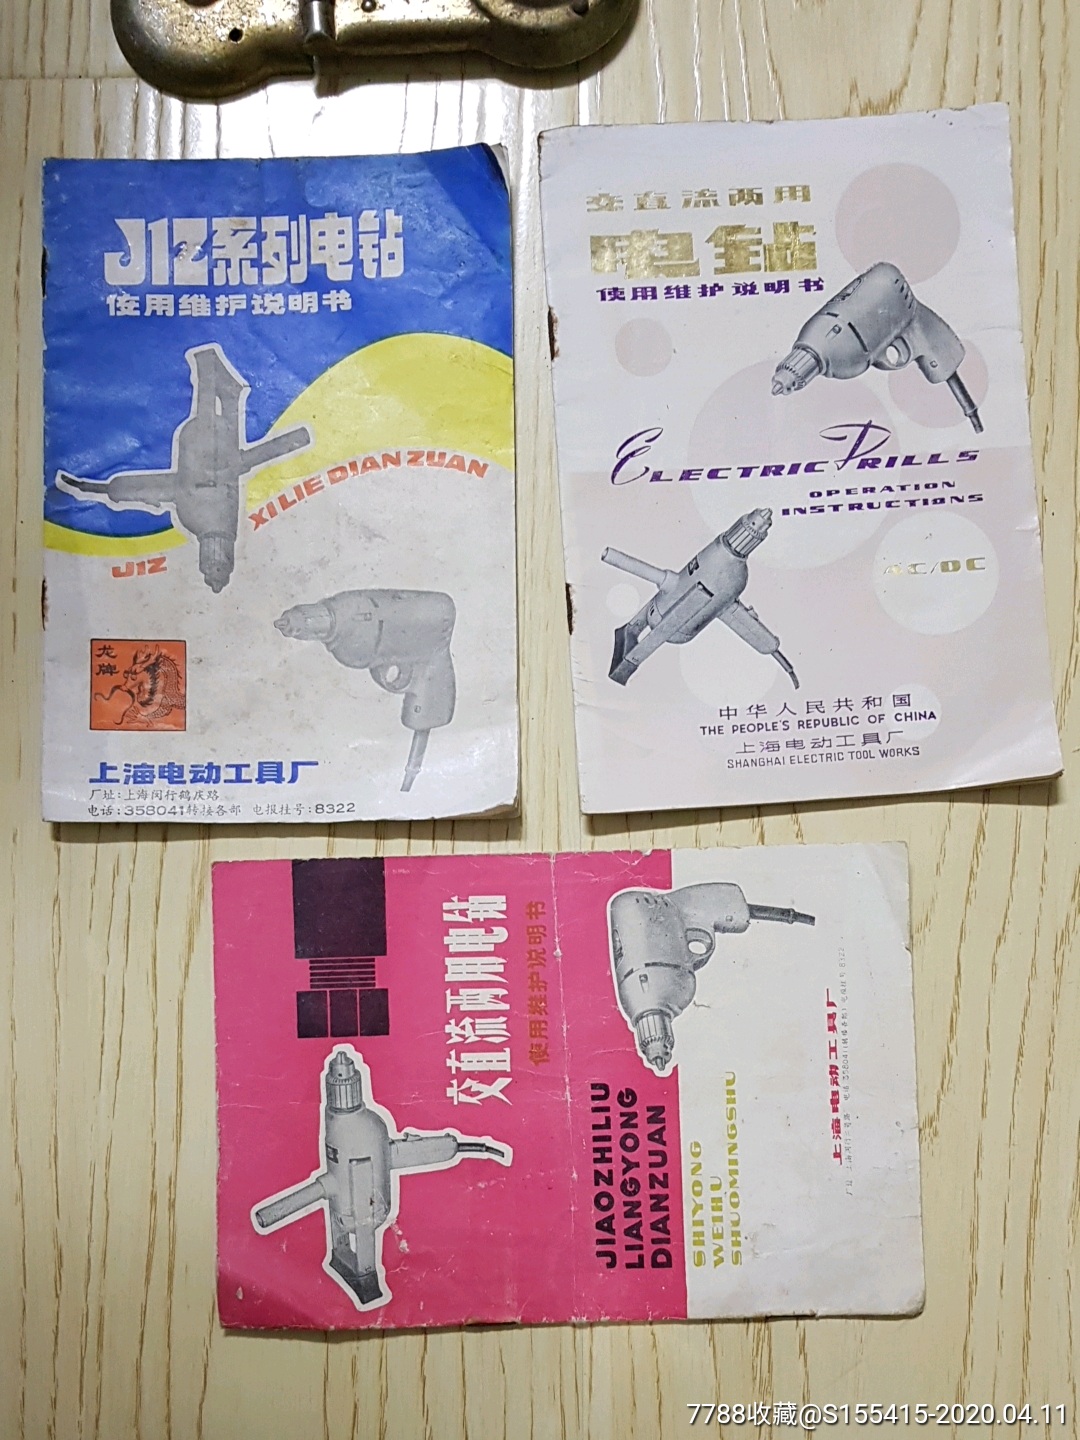 J1Z系列电钻
使用维护说明书
XILIE DIANZUAN
J1Z
龙牌
上海电动工具厂
厂址:上海闵行鹤庆路
电话:358041转接各部 电报挂号:8322
交直流两用
电钻
使用维护说明书
ELECTRIC DRILLS
OPERATION
INSTRUCTIONS
AC/DC
中华人民共和国
THE PEOPLE'S REPUBLIC OF CHINA
上海电动工具厂
SHANGHAI ELECTRIC TOOL WORKS
交直流两用电钻
使用维护说明书
JIAOZHILIU
LIANGYONG
DIANZUAN
SHIYONG
WEIHU
SHUOMINGSHU
上海电动工具厂
7788收藏@S155415-2020.04.11